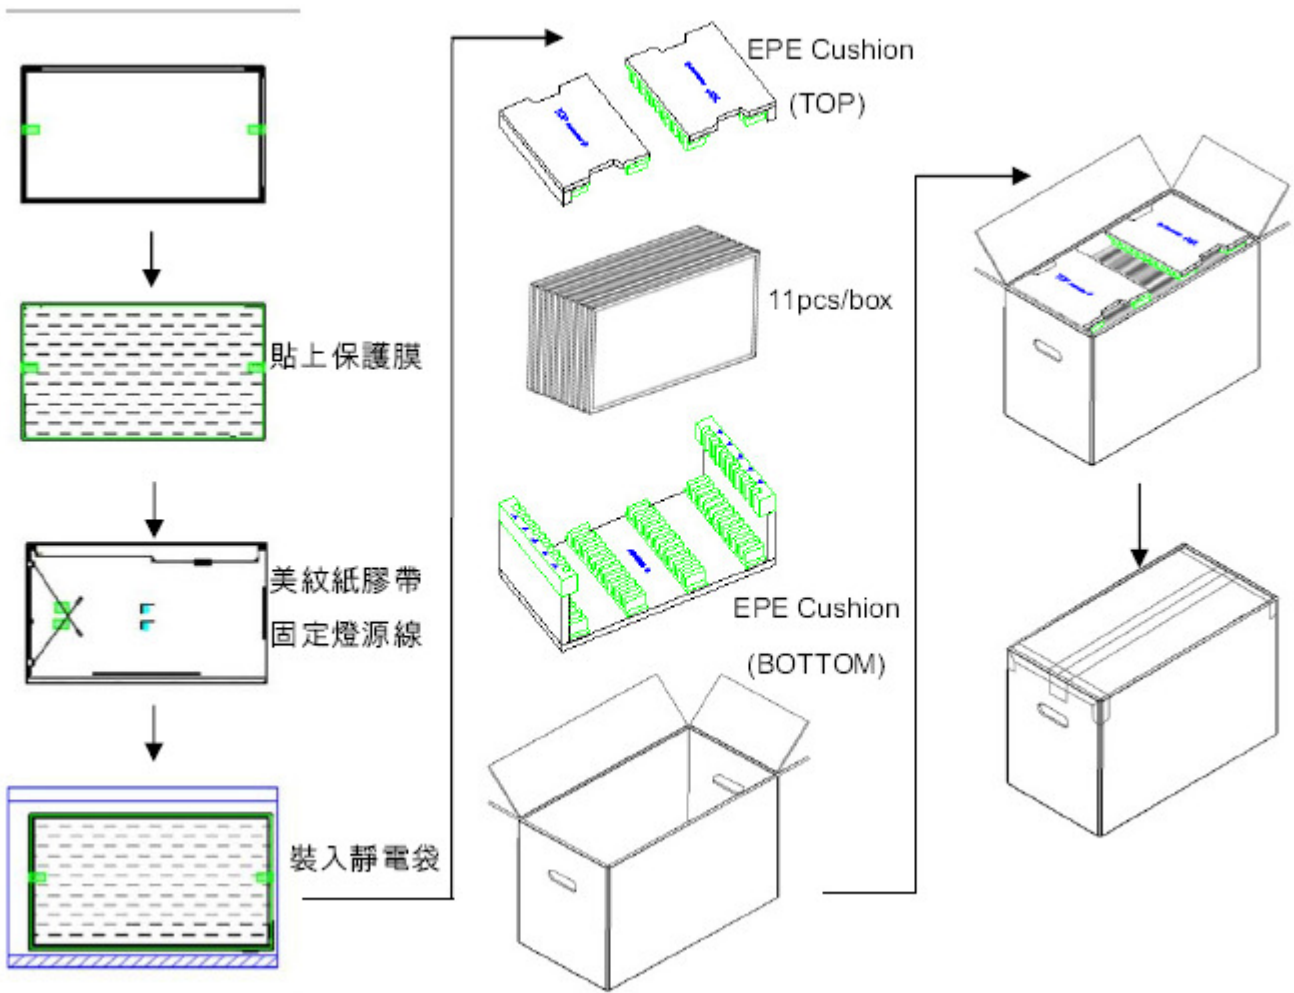 貼上保護膜
美紋紙膠帶
固定燈源線
裝入靜電袋
EPE Cushion
(TOP)
11pcs/box
EPE Cushion
(BOTTOM)